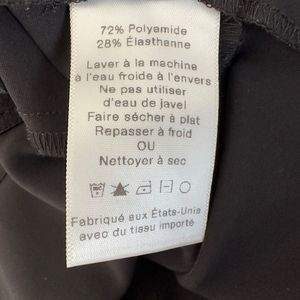 72% Polyamide
28% Élasthanne
Laver à la machine
à l'eau froide à l'envers
Ne pas utiliser
d'eau de javel
Faire sécher à plat
Repasser à froid
OU
Nettoyer à sec
Fabriqué aux États-Unis
avec du tissu importé